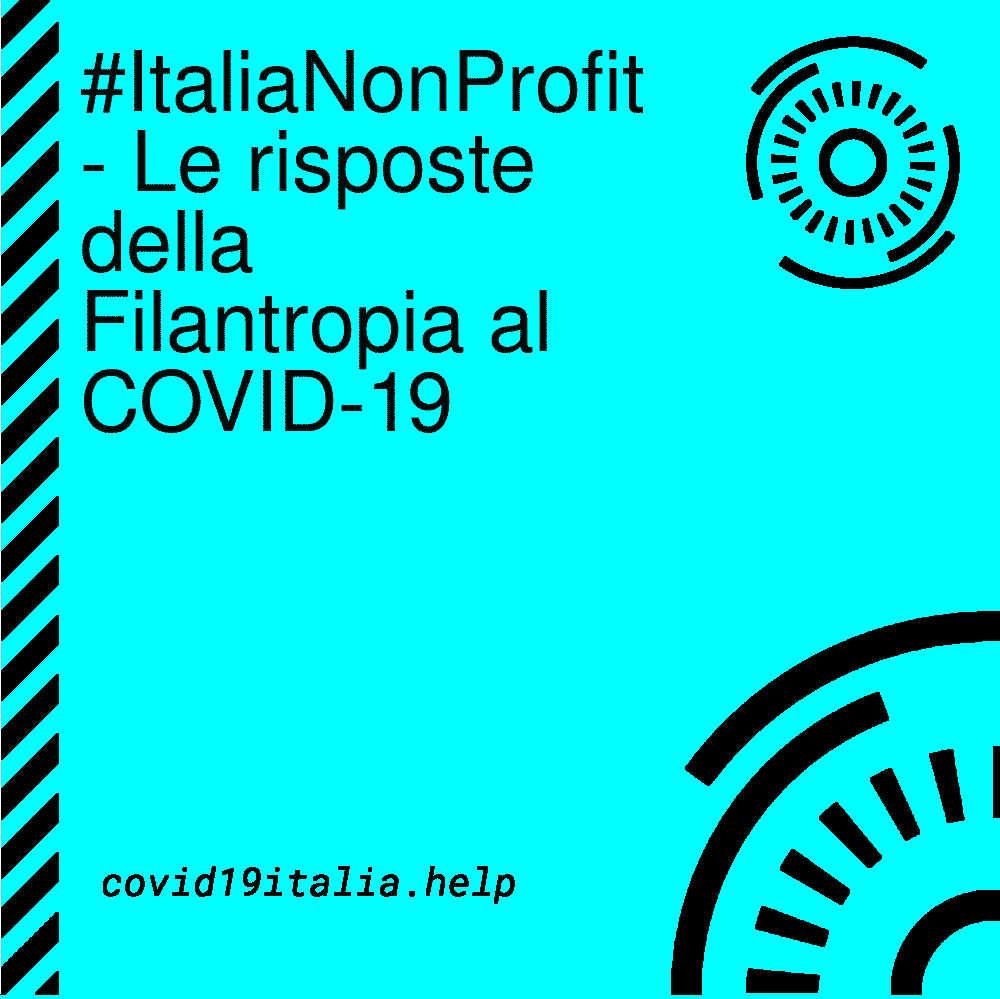 #ItaliaNonProfit
- Le risposte
della
Filantropia al
COVID-19
covid19italia.help